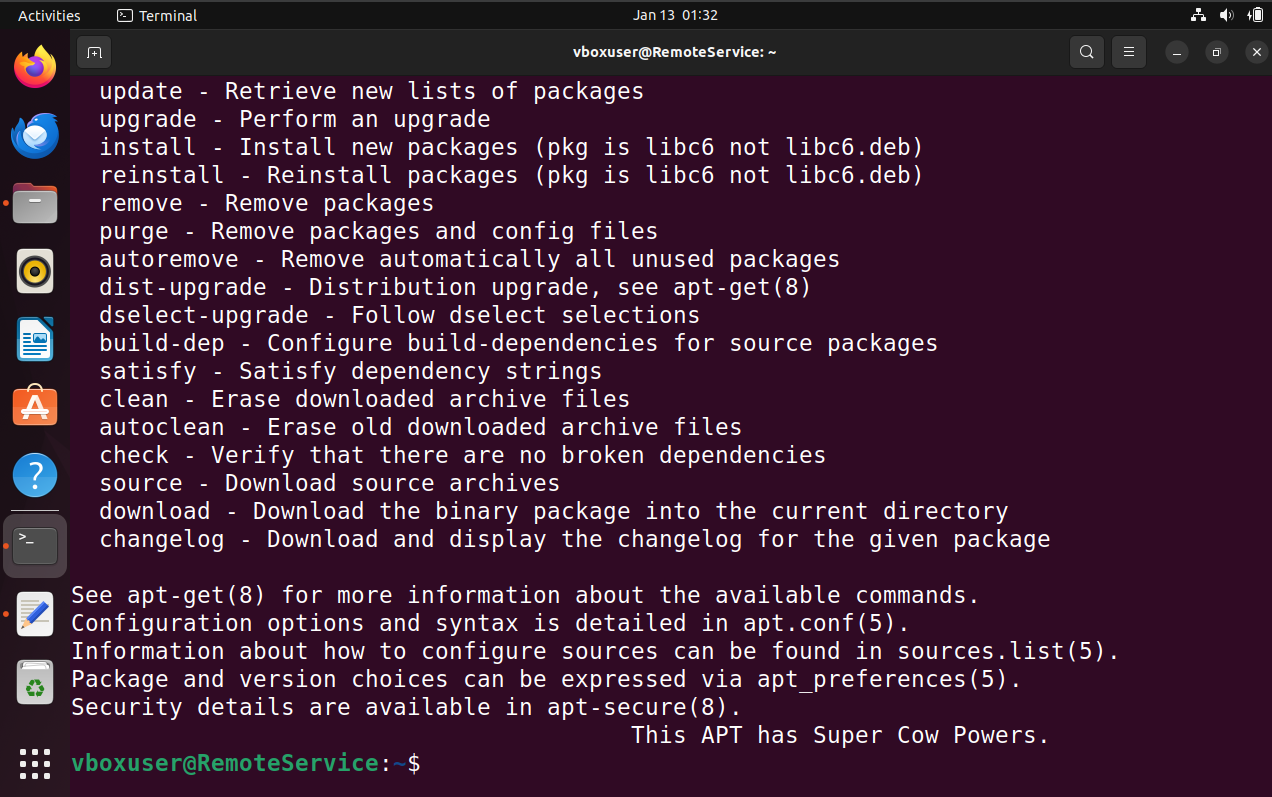 Activities
Terminal
Jan 13 01:32
vboxuser@RemoteService: ~
update - Retrieve new lists of packages
upgrade - Perform an upgrade
install - Install new packages (pkg is libc6 not libc6.deb)
reinstall - Reinstall packages (pkg is libc6 not libc6.deb)
remove - Remove packages
purge - Remove packages and config files
autoremove - Remove automatically all unused packages
dist-upgrade - Distribution upgrade, see apt-get(8)
dselect-upgrade - Follow dselect selections
build-dep - Configure build-dependencies for source packages
satisfy - Satisfy dependency strings
clean - Erase downloaded archive files
autoclean - Erase old downloaded archive files
check - Verify that there are no broken dependencies
source - Download source archives
download - Download the binary package into the current directory
changelog - Download and display the changelog for the given package
See apt-get(8) for more information about the available commands.
Configuration options and syntax is detailed in apt.conf(5).
Information about how to configure sources can be found in sources.list(5).
Package and version choices can be expressed via apt_preferences(5).
Security details are available in apt-secure(8).
This APT has Super Cow Powers.
vboxuser@RemoteService:~$